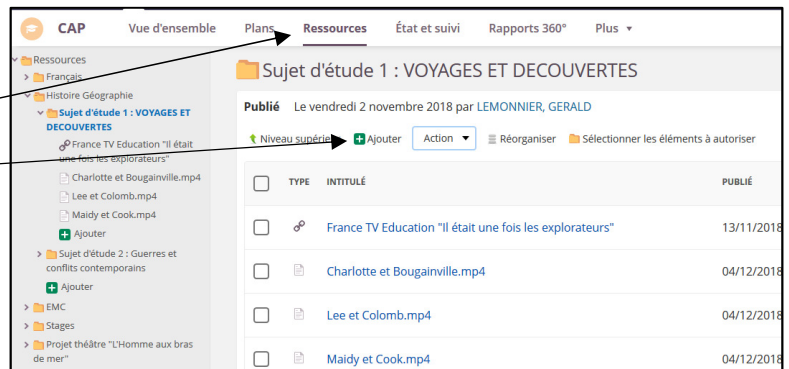 CAP Vue d'ensemble Plans Ressources État et suivi Rapports 360° Plus
Ressources
Français
Histoire Géographie
Sujet d'étude 1 : VOYAGES ET
DECOUVERTES
France TV Education "Il était
une fois les explorateurs"
Charlotte et Bougainville.mp4
Lee et Colomb.mp4
Maidy et Cook.mp4
Ajouter
Sujet d'étude 2 : Guerres et
conflits contemporains
Ajouter
EMC
Stages
Projet théâtre "L'Homme aux bras
de mer"
Sujet d'étude 1 : VOYAGES ET DECOUVERTES
Publié Le vendredi 2 novembre 2018 par LEMONNIER, GERALD
Niveau supérie Ajouter Action Réorganiser Sélectionner les éléments à autoriser
TYPE INTITULÉ PUBLIÉ
France TV Education "Il était une fois les explorateurs" 13/11/2018
Charlotte et Bougainville.mp4 04/12/2018
Lee et Colomb.mp4 04/12/2018
Maidy et Cook.mp4 04/12/2018